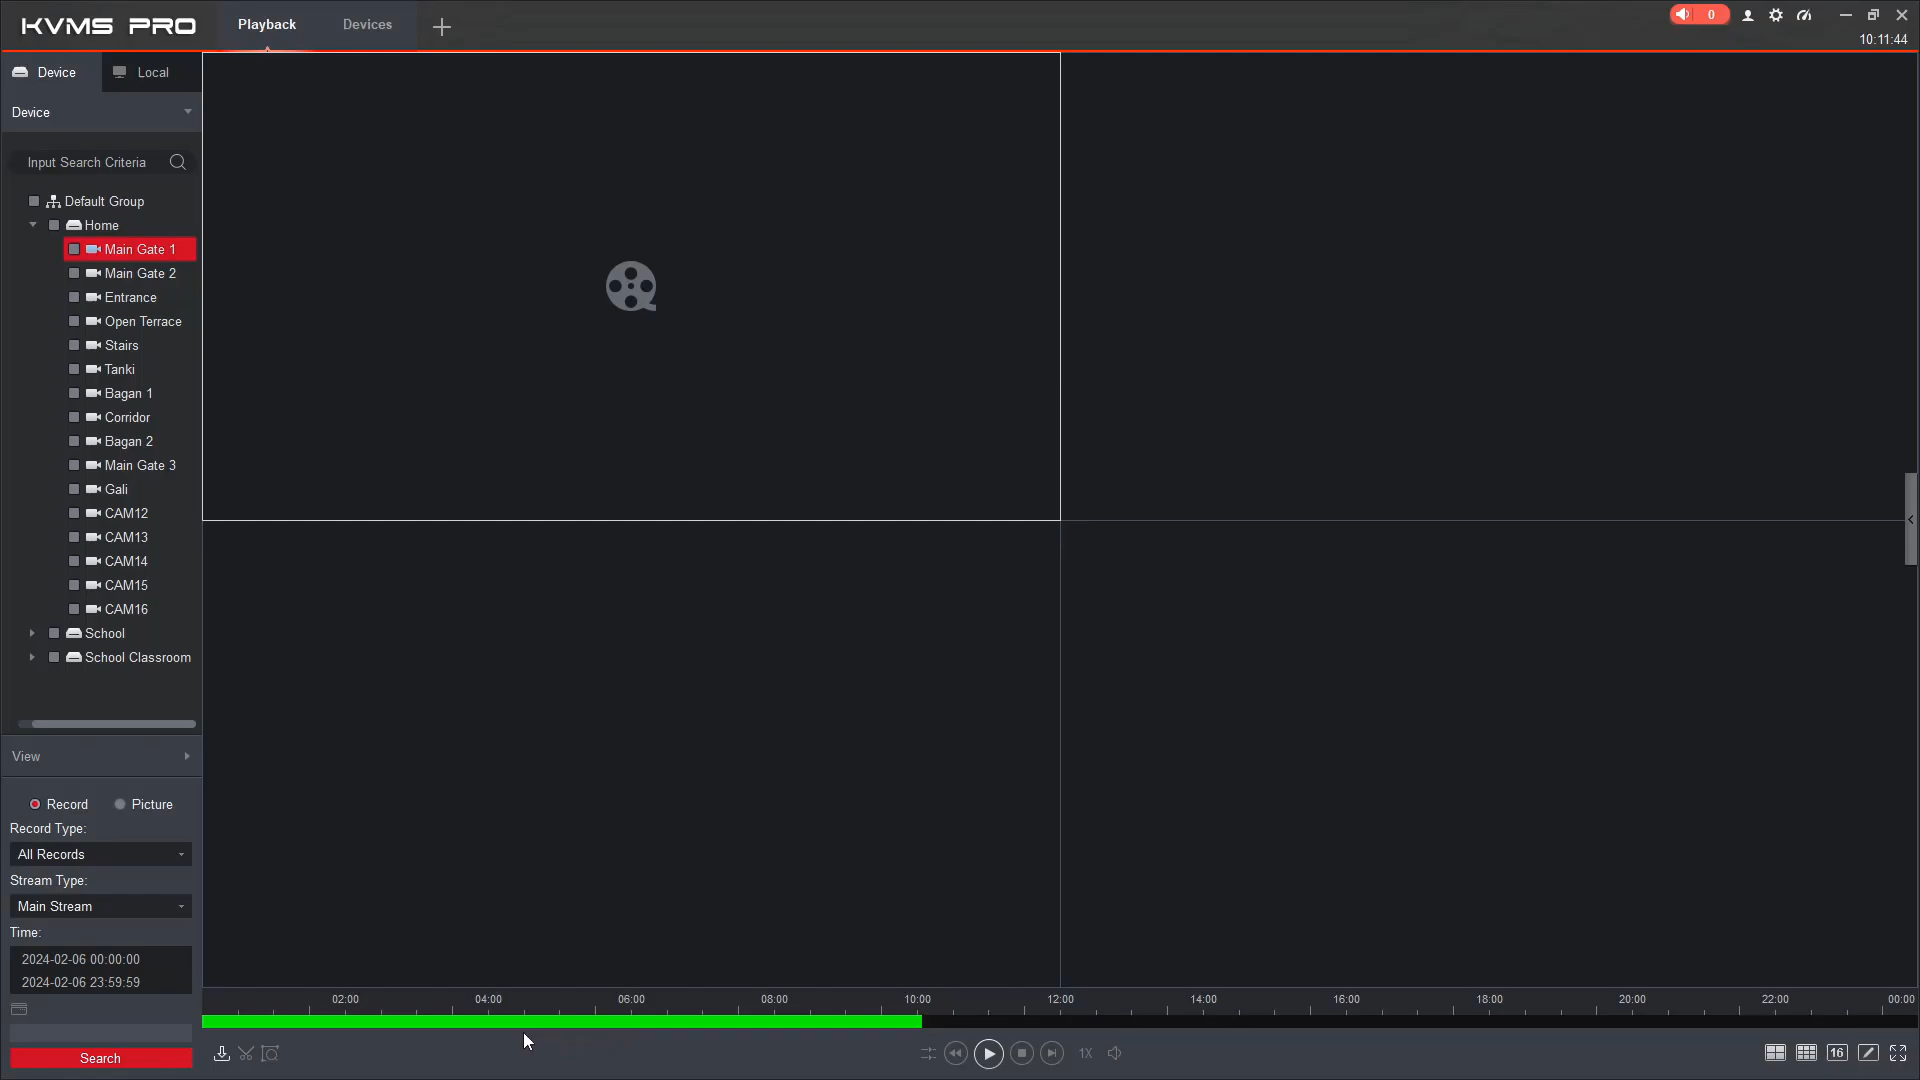 KVMS PRO
Playback
Devices
0
10:11:44
Device
Local
Device
Input Search Criteria
Default Group
Home
Main Gate 1
Main Gate 2
Entrance
Open Terrace
Stairs
Tanki
Bagan 1
Corridor
Bagan 2
Main Gate 3
Gali
CAM12
CAM13
CAM14
CAM15
CAM16
School
School Classroom
View
Record Picture
Record Type:
All Records
Stream Type:
Main Stream
Time:
2024-02-06 00:00:00
2024-02-06 23:59:59
Search
02:00 04:00 06:00 08:00 10:00 12:00 14:00 16:00 18:00 20:00 22:00 00:00
1X
16